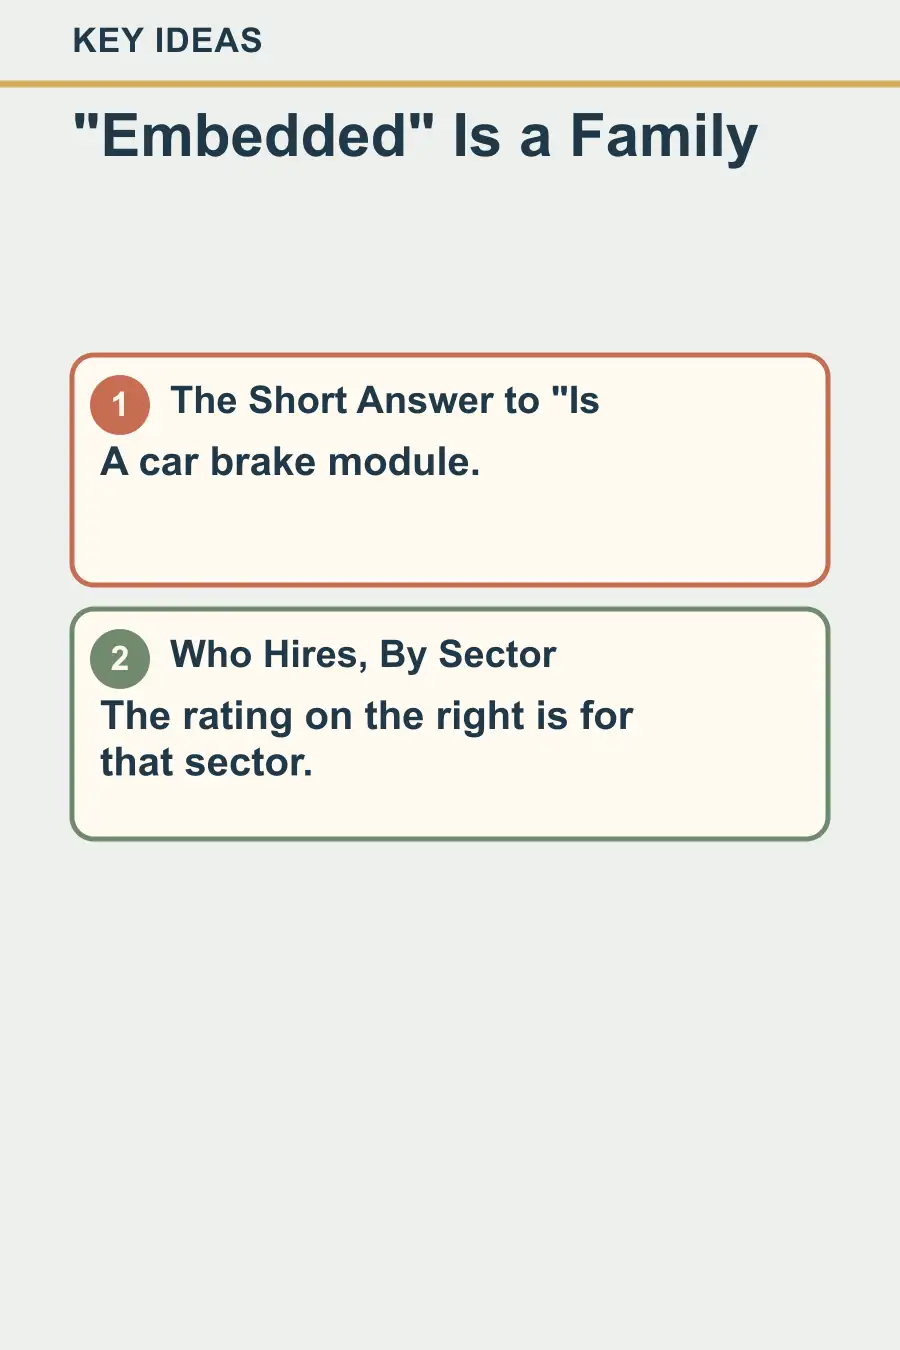 KEY IDEAS
"Embedded" Is a Family
1 The Short Answer to "Is
A car brake module.
2 Who Hires, By Sector
The rating on the right is for
that sector.